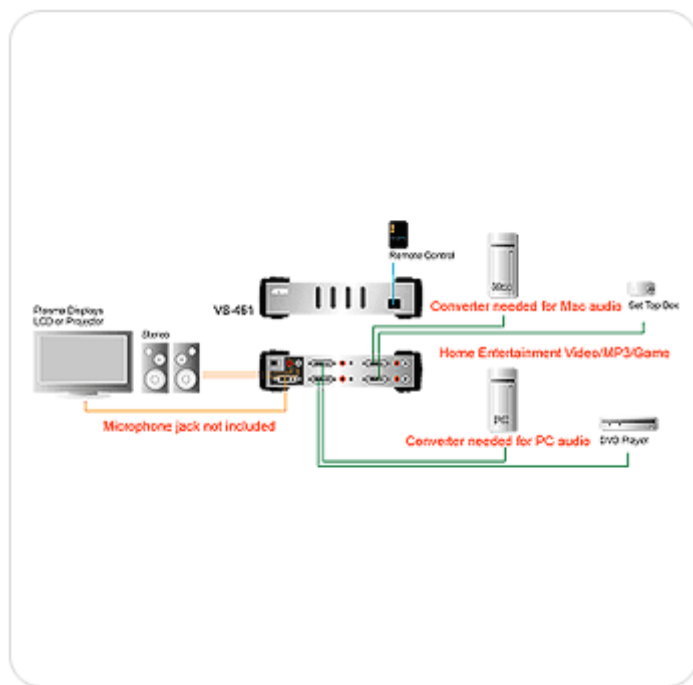 Remote Control
Mac
VS-461
Converter needed for Mac audio
Set Top Box
Plasma Displays
LCD or Projector
Stereo
Home Entertainment Video/MP3/Game
PC
Microphone jack not included
Converter needed for PC audio
DVD Player